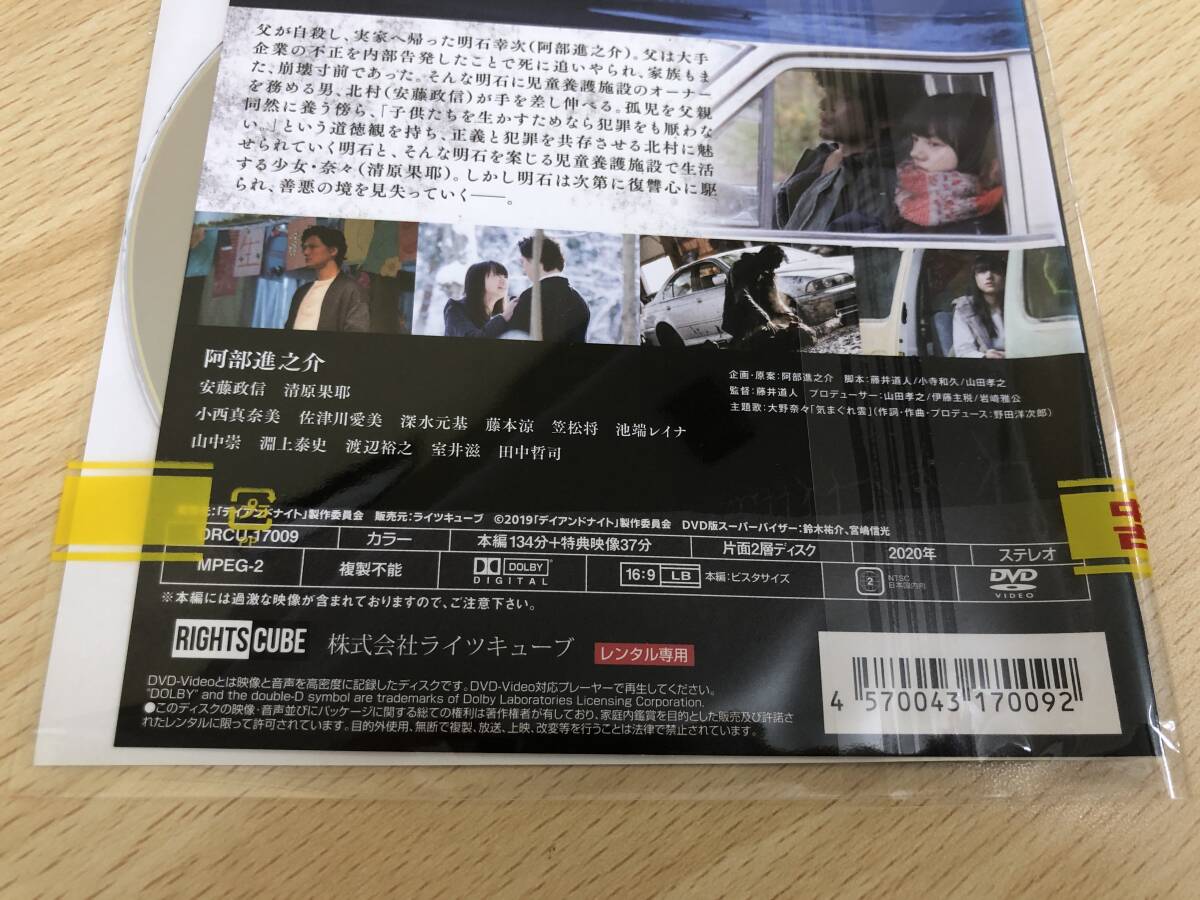 父が自殺し、実家へ帰った明石幸次(阿部進之介)。父は大手
企業の不正を内部告発したことで死に追いやられ、家族もま
た、崩壊寸前であった。そんな明石に児童養護施設のオーナー
を務める男、北村(安藤政信)が手を差し伸べる。孤児を父親
同然に養う傍ら、「子供たちを生かすためなら犯罪をも厭わな
い。」という道徳観を持ち、正義と犯罪を共存させる北村に魅
せられていく明石と、そんな明石を案じる児童養護施設で生活
する少女・奈々(清原果耶)。しかし明石は次第に復讐心に駆
られ、善悪の境を見失っていく──。
阿部進之介
安藤政信 清原果耶
小西真奈美 佐津川愛美 深水元基 藤本涼 笠松将 池端レイナ
山中崇 淵上泰史 渡辺裕之 室井滋 田中哲司
企画・原案:阿部進之介 脚本:藤井道人/小寺和久/山田孝之
監督:藤井道人 プロデューサー:山田孝之/伊藤主税/岩崎雅公
主題歌:大野奈々「気まぐれ雲」(作詞・作曲・プロデュース:野田洋次郎)
プ
:「デイアンドナイト」製作委員会 販売元:ライツキューブ ©2019「デイアンドナイト」製作委員会 DVD版スーパーバイザー:鈴木祐介、宮嶋信光
DRCU-17009 カラー 本編134分+特典映像37分 片面2層ディスク 2020年 ステレオ
MPEG-2 複製不能 DOLBY DIGITAL 16:9 LB 本編:ビスタサイズ 2 NTSC 日本国内向 DVD VIDEO
※本編には過激な映像が含まれておりますので、ご注意下さい。
RIGHTS CUBE 株式会社ライツキューブ レンタル専用
DVD-Videoとは映像と音声を高密度に記録したディスクです。DVD-Video対応プレーヤーで再生してください。
"DOLBY" and the double-D symbol are trademarks of Dolby Laboratories Licensing Corporation.
●このディスクの映像・音声並びにパッケージに関する総ての権利は著作権者が有しており、家庭内鑑賞を目的とした販売及び許諾さ
れたレンタルに限って許可されています。目的外使用、無断で複製、放送、上映、改変等を行うことは法律で禁止されています。
4 570043 170092